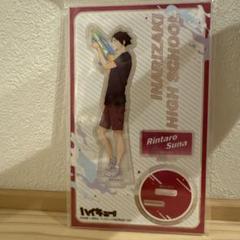 INARIZAKI
HIGH SCHOOL
Rintaro
Suna
ハイキュー!!